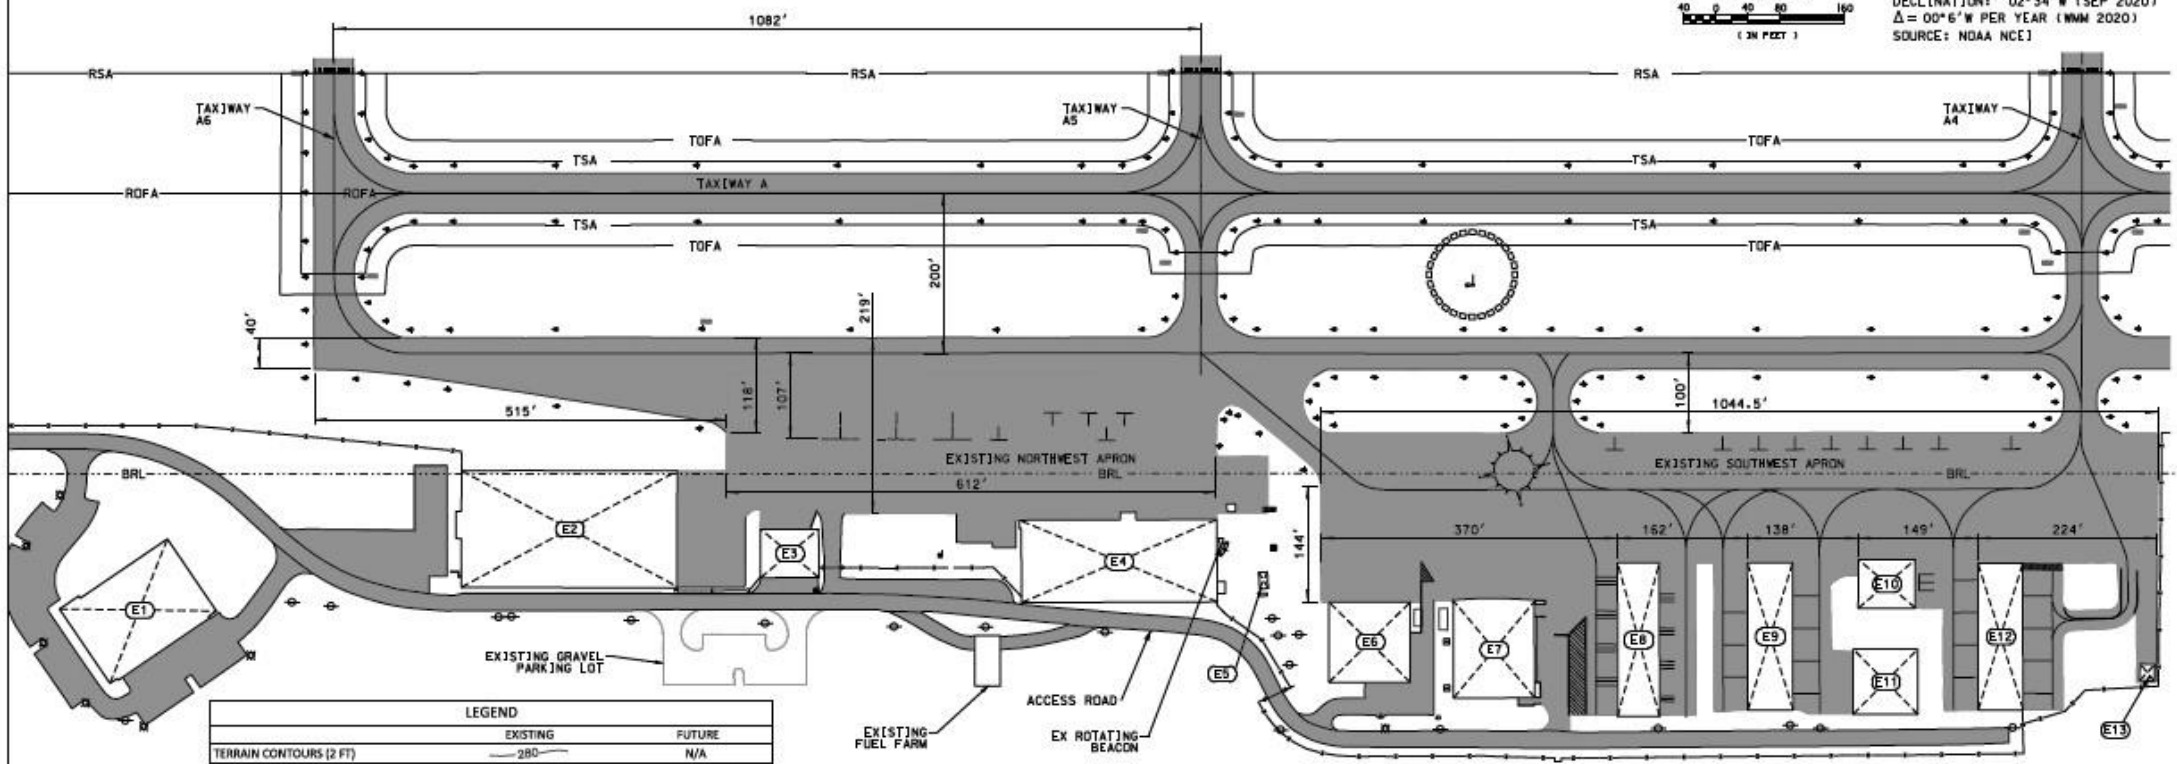 1082'
40 0 40 80 160
( IN FEET )
DECLINATION: 02°34'W (SEP 2020)
Δ = 00°6'W PER YEAR (WMM 2020)
SOURCE: NOAA NCEI
RSA
RSA
RSA
TAXIWAY
A6
TAXIWAY
A5
TAXIWAY
A4
TOFA
TOFA
TSA
TSA
TAXIWAY A
ROFA
ROFA
TSA
TSA
TOFA
TOFA
200'
219'
40'
118'
107'
100'
515'
1044.5'
EXISTING NORTHWEST APRON
EXISTING SOUTHWEST APRON
BRL
BRL
BRL
612'
144'
370'
162'
138'
149'
224'
E1
E2
E3
E4
E5
E6
E7
E8
E9
E10
E11
E12
E13
EXISTING GRAVEL
PARKING LOT
ACCESS ROAD
EXISTING
FUEL FARM
EX ROTATING
BEACON
LEGEND
EXISTING FUTURE
TERRAIN CONTOURS (2 FT) 280 N/A